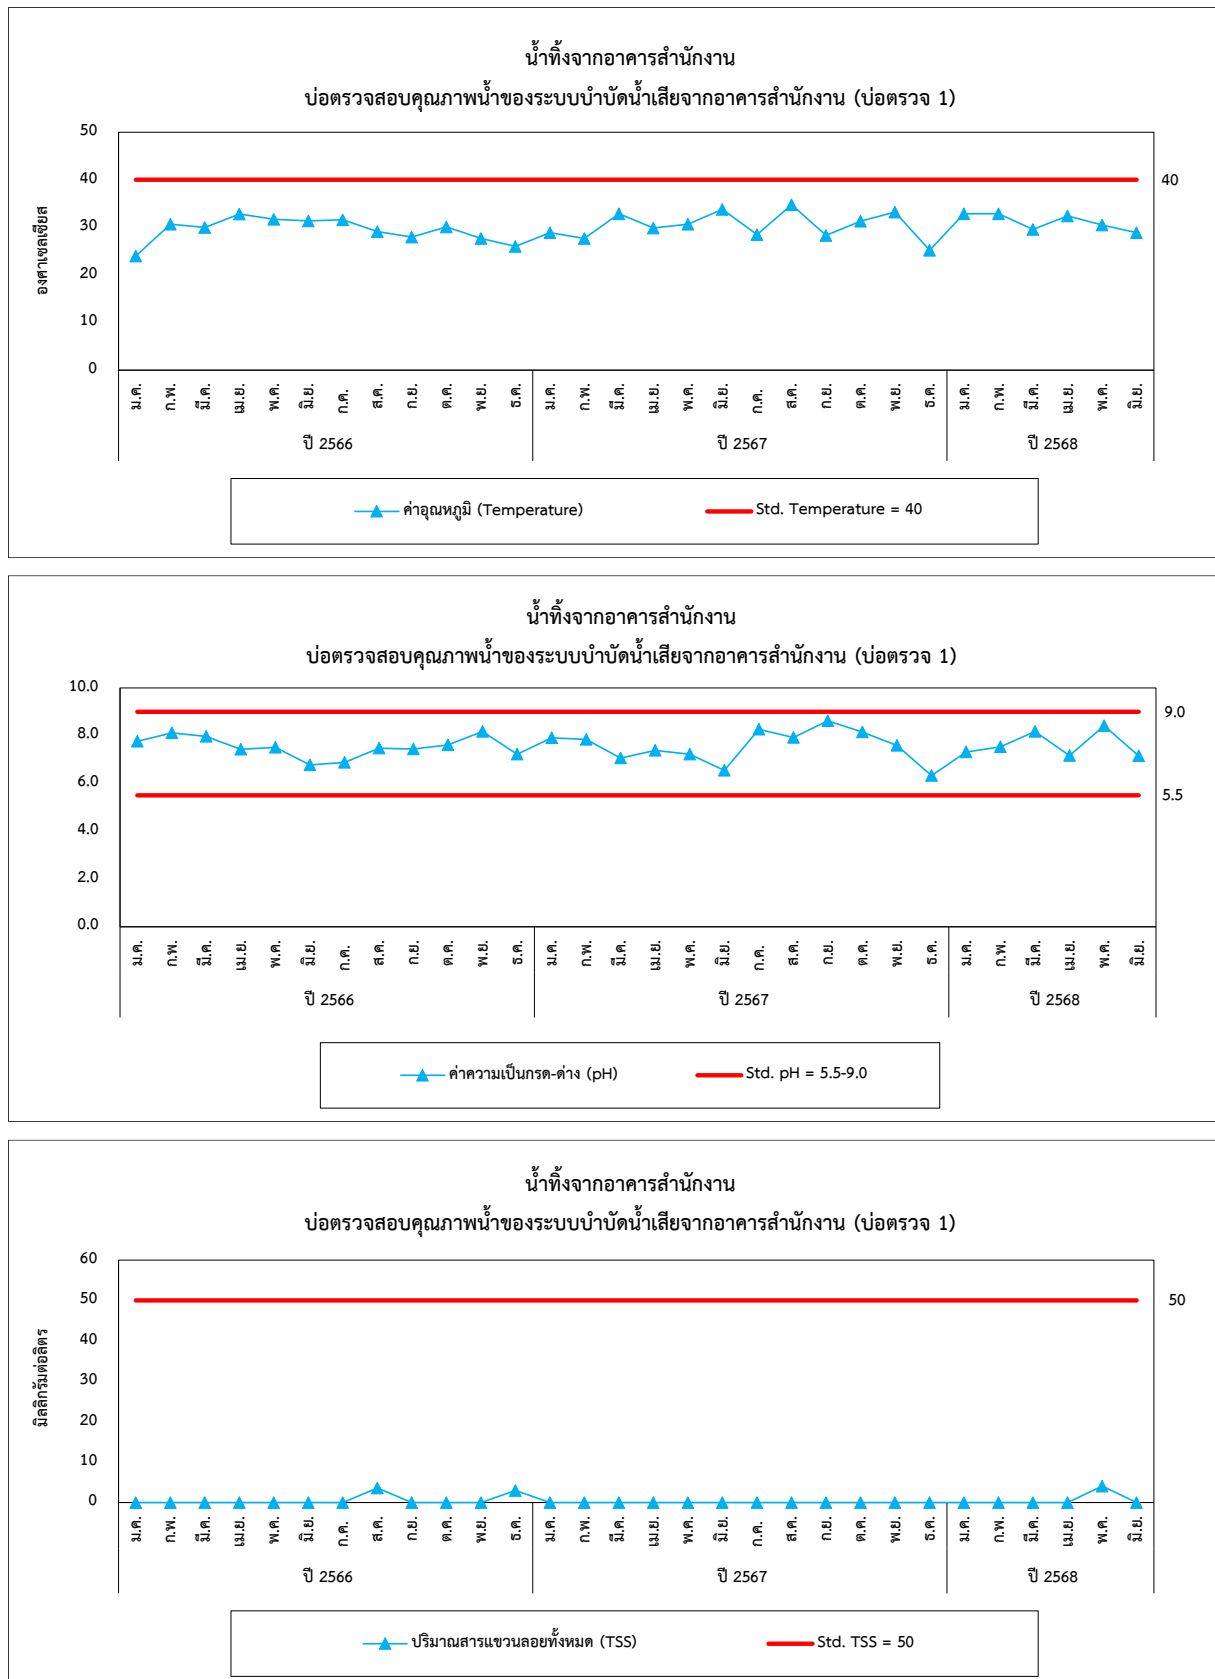 น้ำทิ้งจากอาคารสำนักงาน
บ่อตรวจสอบคุณภาพน้ำของระบบบำบัดน้ำเสียจากอาคารสำนักงาน (บ่อตรวจ 1)
องศาเซลเซียส
50
40
30
20
10
0
40
ม.ค. ก.พ. มี.ค. เม.ย. พ.ค. มิ.ย. ก.ค. ส.ค. ก.ย. ต.ค. พ.ย. ธ.ค. ม.ค. ก.พ. มี.ค. เม.ย. พ.ค. มิ.ย. ก.ค. ส.ค. ก.ย. ต.ค. พ.ย. ธ.ค. ม.ค. ก.พ. มี.ค. เม.ย. พ.ค. มิ.ย.
ปี 2566 ปี 2567 ปี 2568
ค่าอุณหภูมิ (Temperature) Std. Temperature = 40
น้ำทิ้งจากอาคารสำนักงาน
บ่อตรวจสอบคุณภาพน้ำของระบบบำบัดน้ำเสียจากอาคารสำนักงาน (บ่อตรวจ 1)
10.0
8.0
6.0
4.0
2.0
0.0
9.0
5.5
ม.ค. ก.พ. มี.ค. เม.ย. พ.ค. มิ.ย. ก.ค. ส.ค. ก.ย. ต.ค. พ.ย. ธ.ค. ม.ค. ก.พ. มี.ค. เม.ย. พ.ค. มิ.ย. ก.ค. ส.ค. ก.ย. ต.ค. พ.ย. ธ.ค. ม.ค. ก.พ. มี.ค. เม.ย. พ.ค. มิ.ย.
ปี 2566 ปี 2567 ปี 2568
ค่าความเป็นกรด-ด่าง (pH) Std. pH = 5.5-9.0
น้ำทิ้งจากอาคารสำนักงาน
บ่อตรวจสอบคุณภาพน้ำของระบบบำบัดน้ำเสียจากอาคารสำนักงาน (บ่อตรวจ 1)
มิลลิกรัมต่อลิตร
60
50
40
30
20
10
0
50
ม.ค. ก.พ. มี.ค. เม.ย. พ.ค. มิ.ย. ก.ค. ส.ค. ก.ย. ต.ค. พ.ย. ธ.ค. ม.ค. ก.พ. มี.ค. เม.ย. พ.ค. มิ.ย. ก.ค. ส.ค. ก.ย. ต.ค. พ.ย. ธ.ค. ม.ค. ก.พ. มี.ค. เม.ย. พ.ค. มิ.ย.
ปี 2566 ปี 2567 ปี 2568
ปริมาณสารแขวนลอยทั้งหมด (TSS) Std. TSS = 50